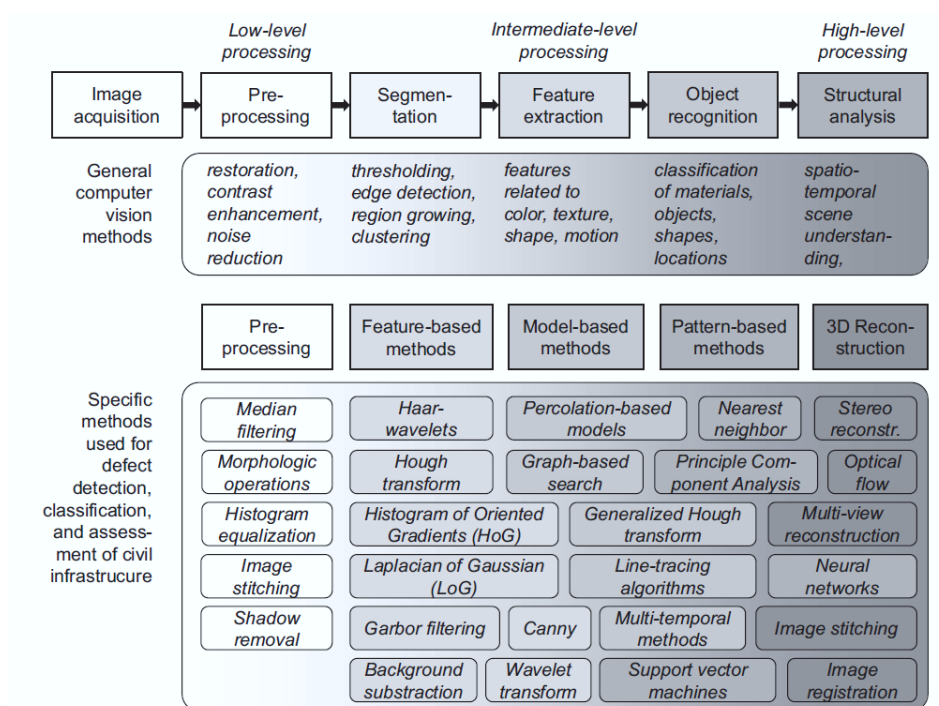 Low-level
processing
Intermediate-level
processing
High-level
processing
Image
acquisition
Pre-
processing
Segmen-
tation
Feature
extraction
Object
recognition
Structural
analysis
General
computer
vision
methods
restoration,
contrast
enhancement,
noise
reduction
thresholding,
edge detection,
region growing,
clustering
features
related to
color, texture,
shape, motion
classification
of materials,
objects,
shapes,
locations
spatio-
temporal
scene
understan-
ding,
Pre-
processing
Feature-based
methods
Model-based
methods
Pattern-based
methods
3D Recon-
struction
Specific
methods
used for
defect
detection,
classification,
and assess-
ment of civil
infrastrucure
Median
filtering
Haar-
wavelets
Percolation-based
models
Nearest
neighbor
Stereo
reconstr.
Morphologic
operations
Hough
transform
Graph-based
search
Principle Com-
ponent Analysis
Optical
flow
Histogram
equalization
Histogram of Oriented
Gradients (HoG)
Generalized Hough
transform
Multi-view
reconstruction
Image
stitching
Laplacian of Gaussian
(LoG)
Line-tracing
algorithms
Neural
networks
Shadow
removal
Garbor filtering
Canny
Multi-temporal
methods
Image stitching
Background
substraction
Wavelet
transform
Support vector
machines
Image
registration